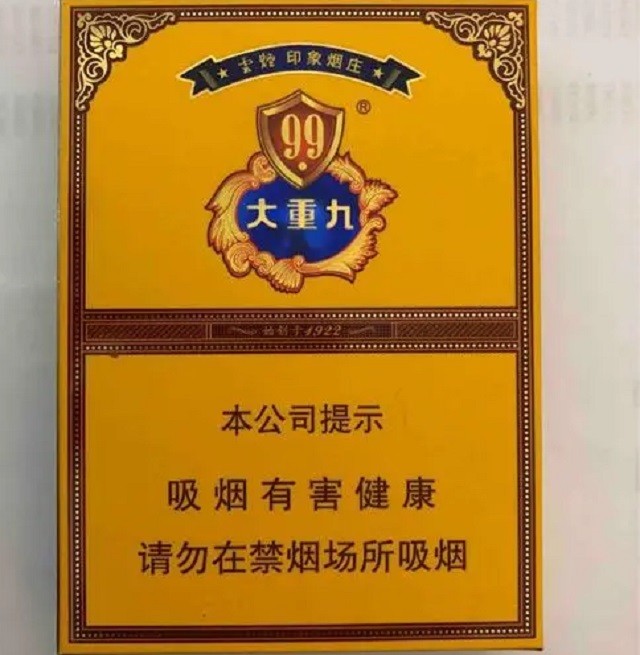 雲烟 印象烟庄
®
99
大重九
始创于1922
本公司提示
吸烟有害健康
请勿在禁烟场所吸烟